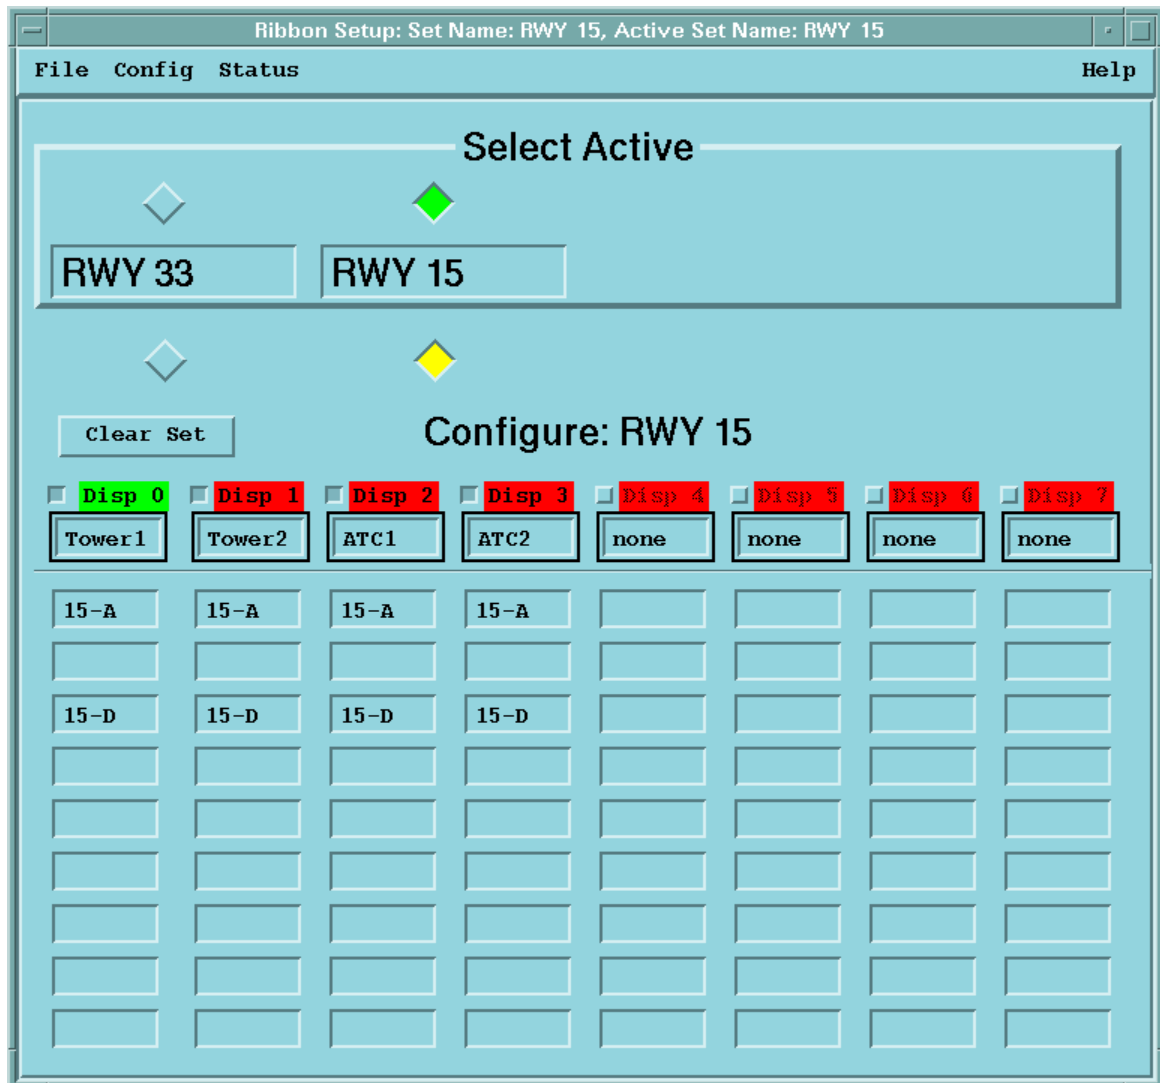 Ribbon Setup: Set Name: RWY 15, Active Set Name: RWY 15
File Config Status Help
Select Active
RWY 33 RWY 15
Clear Set Configure: RWY 15
Disp 0 Disp 1 Disp 2 Disp 3 Disp 4 Disp 5 Disp 6 Disp 7
Tower1 Tower2 ATC1 ATC2 none none none none
15-A 15-A 15-A 15-A
15-D 15-D 15-D 15-D